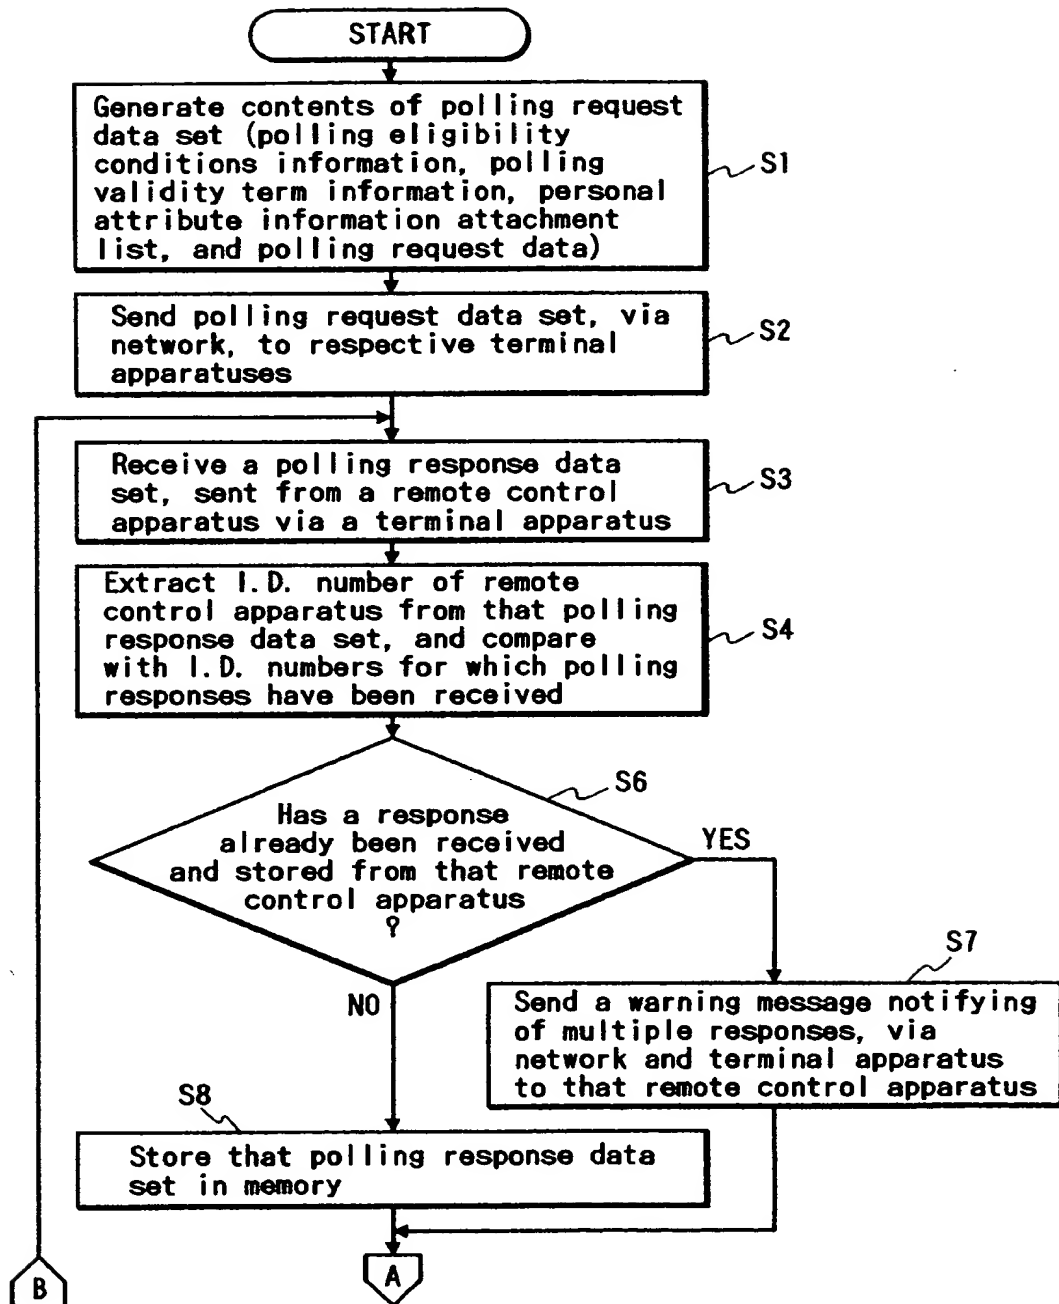 START
Generate contents of polling request
data set (polling eligibility
conditions information, polling
validity term information, personal
attribute information attachment
list, and polling request data)
S1
Send polling request data set, via
network, to respective terminal
apparatuses
S2
Receive a polling response data
set, sent from a remote control
apparatus via a terminal apparatus
S3
Extract I.D. number of remote
control apparatus from that polling
response data set, and compare
with I.D. numbers for which polling
responses have been received
S4
S6
Has a response
already been received
and stored from that remote
control apparatus
?
YES
NO
S7
Send a warning message notifying
of multiple responses, via
network and terminal apparatus
to that remote control apparatus
S8
Store that polling response data
set in memory
A
B